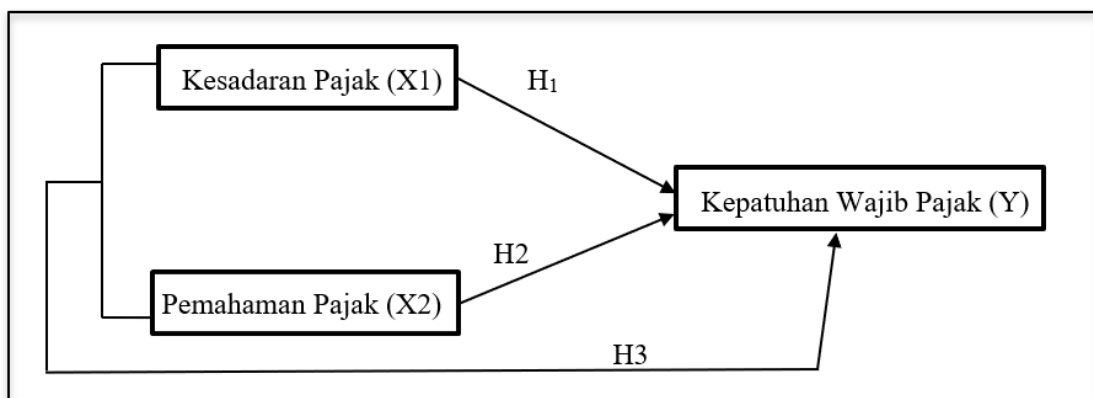 Kesadaran Pajak (X1)
H₁
Kepatuhan Wajib Pajak (Y)
H2
Pemahaman Pajak (X2)
H3